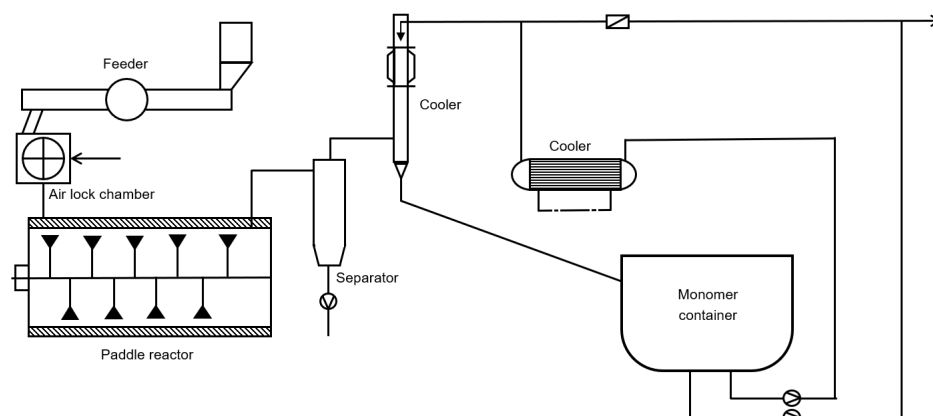 Feeder
Cooler
Cooler
Air lock chamber
Separator
Monomer
container
Paddle reactor